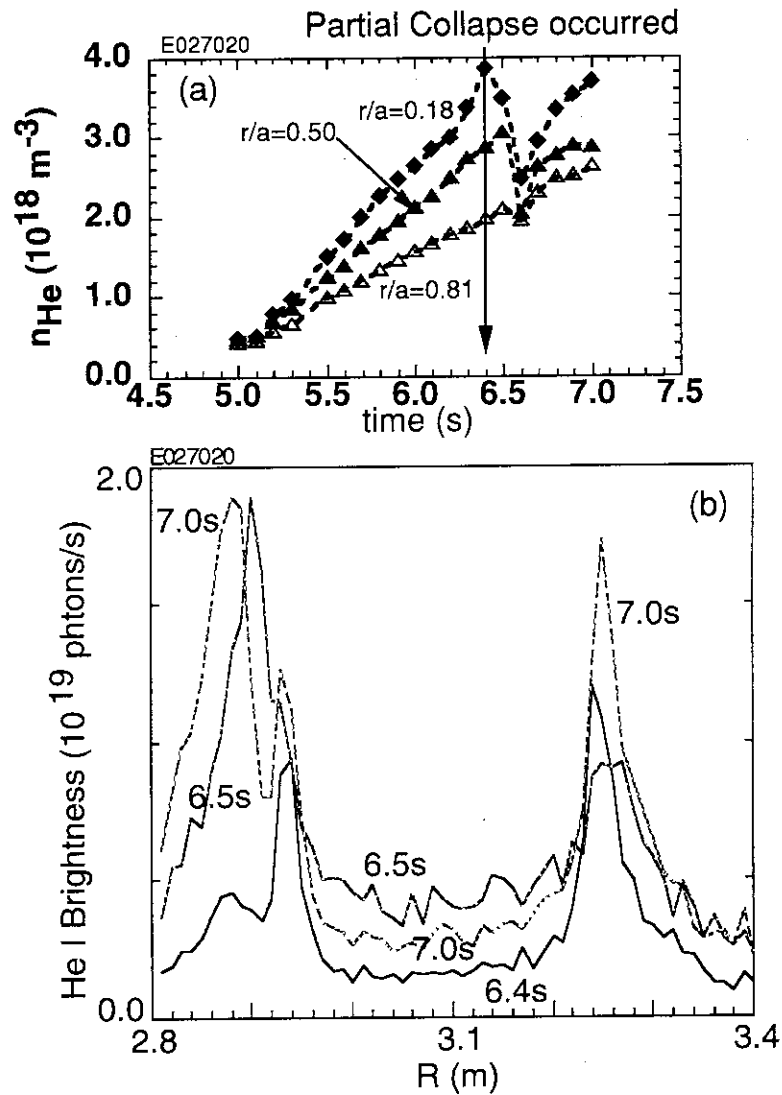 Partial Collapse occurred
E027020
(a)
r/a=0.18
r/a=0.50
r/a=0.81
4.0
3.0
2.0
1.0
0.0
n_He (10^18 m^-3)
4.5 5.0 5.5 6.0 6.5 7.0 7.5
time (s)
E027020
(b)
2.0
0.0
He I Brightness (10^19 phtons/s)
7.0s
7.0s
6.5s
6.5s
7.0s
6.4s
2.8 3.1 3.4
R (m)